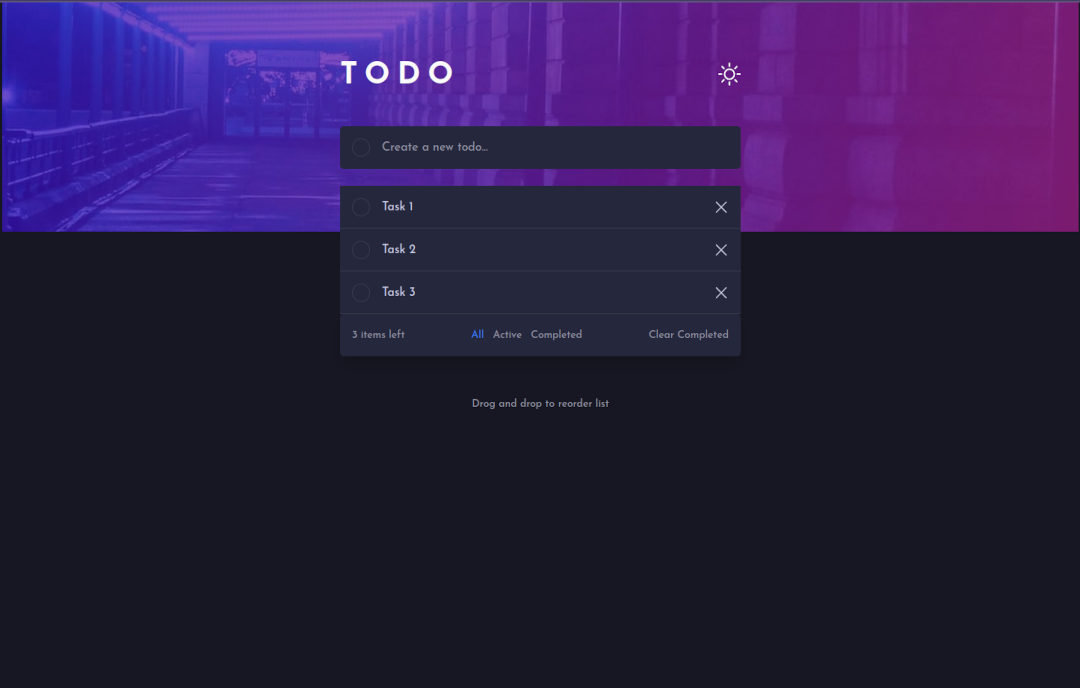 TODO
Create a new todo...
Task 1
Task 2
Task 3
3 items left All Active Completed Clear Completed
Drog and drop to reorder list